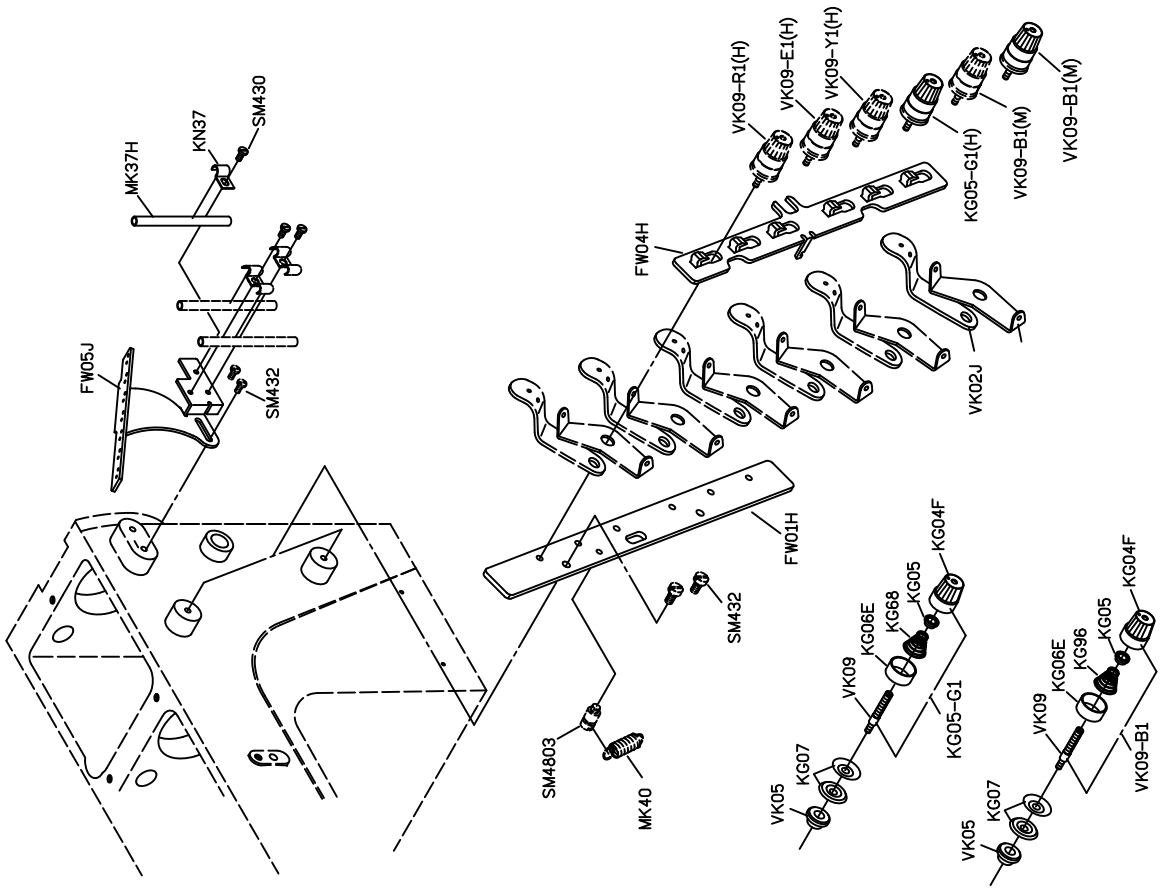 SM430
KN37
MK37H
FW05J
SM432
VK09-R1(H)
VK09-E1(H)
VK09-Y1(H)
KG05-G1(H)
VK09-B1(M)
VK09-B1(M)
FW04H
VK02J
FW01H
SM432
SM4803
MK40
KG04F
KG05
KG68
KG06E
VK09
KG07
VK05
KG05-G1
KG04F
KG05
KG96
KG06E
VK09
KG07
VK05
VK09-B1